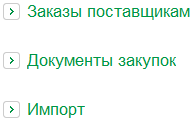 Заказы поставщикам
Документы закупок
Импорт